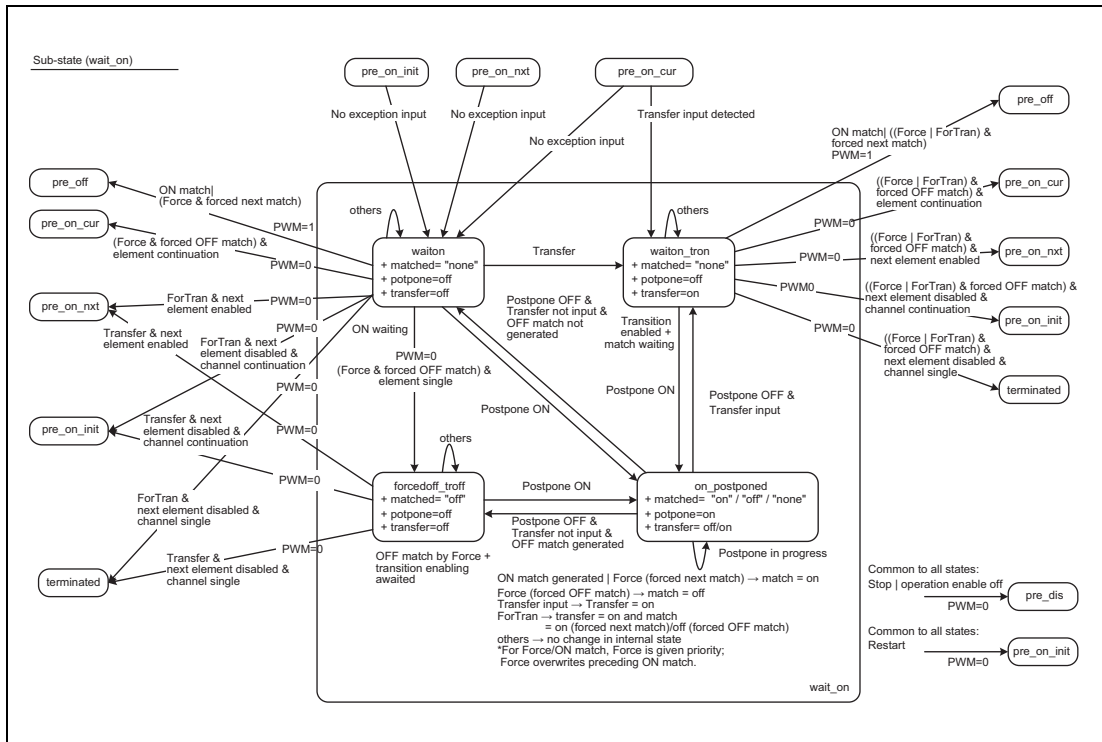 Sub-state (wait_on)
pre_on_init
pre_on_nxt
pre_on_cur
No exception input
No exception input
No exception input
Transfer input detected
pre_off
ON match| ((Force | ForTran) &
forced next match)
PWM=1
pre_off
ON match|
(Force & forced next match)
PWM=1
pre_on_cur
(Force & forced OFF match) &
element continuation
PWM=0
pre_on_nxt
ForTran & next
element enabled
PWM=0
Transfer & next
element enabled
PWM=0
ForTran & next
element disabled &
channel continuation
PWM=0
pre_on_init
Transfer & next
element disabled &
channel continuation
PWM=0
PWM=0
ForTran &
next element disabled &
channel single
Transfer &
next element disabled &
channel single
PWM=0
terminated
others
waiton
+ matched= "none"
+ potpone=off
+ transfer=off
Transfer
others
waiton_tron
+ matched= "none"
+ potpone=off
+ transfer=on
ON waiting
PWM=0
(Force & forced OFF match) &
element single
Postpone OFF &
Transfer not input &
OFF match not
generated
Postpone ON
Transition
enabled +
match waiting
Postpone ON
Postpone OFF &
Transfer input
others
forcedoff_troff
+ matched= "off"
+ potpone=off
+ transfer=off
OFF match by Force +
transition enabling
awaited
Postpone ON
Postpone OFF &
Transfer not input &
OFF match generated
on_postponed
+ matched= "on" / "off" / "none"
+ potpone=on
+ transfer= off/on
Postpone in progress
ON match generated | Force (forced next match) → match = on
Force (forced OFF match) → match = off
Transfer input → Transfer = on
ForTran → transfer = on and match
= on (forced next match)/off (forced OFF match)
others → no change in internal state
*For Force/ON match, Force is given priority;
Force overwrites preceding ON match.
wait_on
((Force | ForTran) &
forced OFF match) &
element continuation
PWM=0
pre_on_cur
((Force | ForTran) &
forced OFF match) &
next element enabled
PWM=0
pre_on_nxt
((Force | ForTran) & forced OFF match) &
next element disabled &
channel continuation
PWM0
pre_on_init
PWM=0
((Force | ForTran) &
forced OFF match) &
next element disabled &
channel single
terminated
Common to all states:
Stop | operation enable off
PWM=0
pre_dis
Common to all states:
Restart
PWM=0
pre_on_init